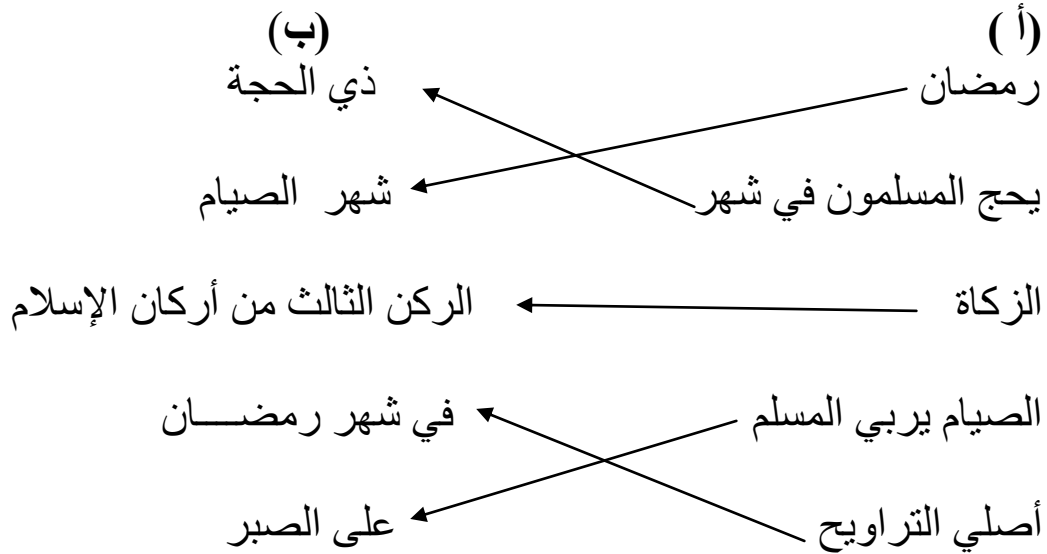 (أ ) (ب)
رمضان ذي الحجة
يحج المسلمون في شهر شهر الصيام
الزكاة الركن الثالث من أركان الإسلام
الصيام يربي المسلم في شهر رمضـــان
أصلي التراويح على الصبر